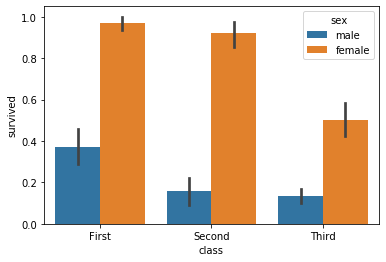 sex
male
female
survived
1.0
0.8
0.6
0.4
0.2
0.0
First
Second
Third
class